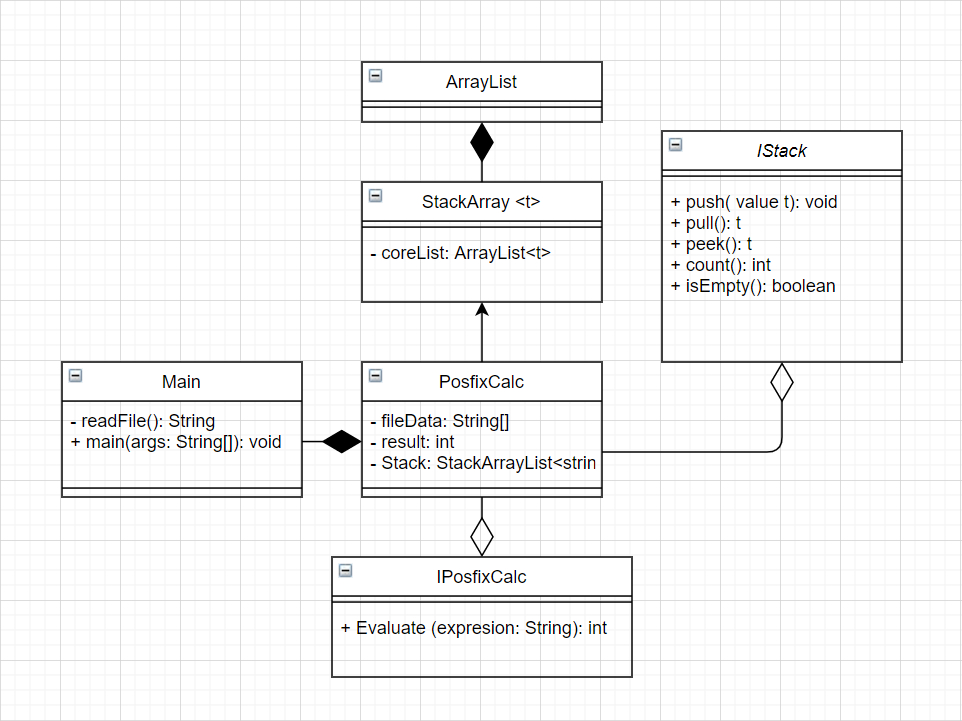 ArrayList
IStack
+ push( value t): void
+ pull(): t
+ peek(): t
+ count(): int
+ isEmpty(): boolean
StackArray <t>
- coreList: ArrayList<t>
Main
- readFile(): String
+ main(args: String[]): void
PosfixCalc
- fileData: String[]
- result: int
- Stack: StackArrayList<strin
IPosfixCalc
+ Evaluate (expresion: String): int